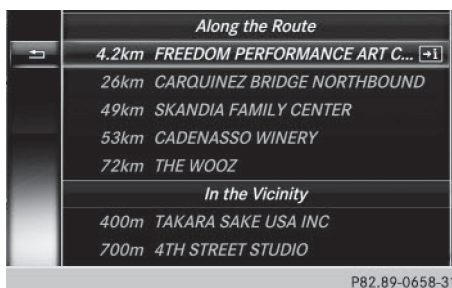 Along the Route
4.2km FREEDOM PERFORMANCE ART C... i
26km CARQUINEZ BRIDGE NORTHBOUND
49km SKANDIA FAMILY CENTER
53km CADENASSO WINERY
72km THE WOOZ
In the Vicinity
400m TAKARA SAKE USA INC
700m 4TH STREET STUDIO
P82.89-0658-31